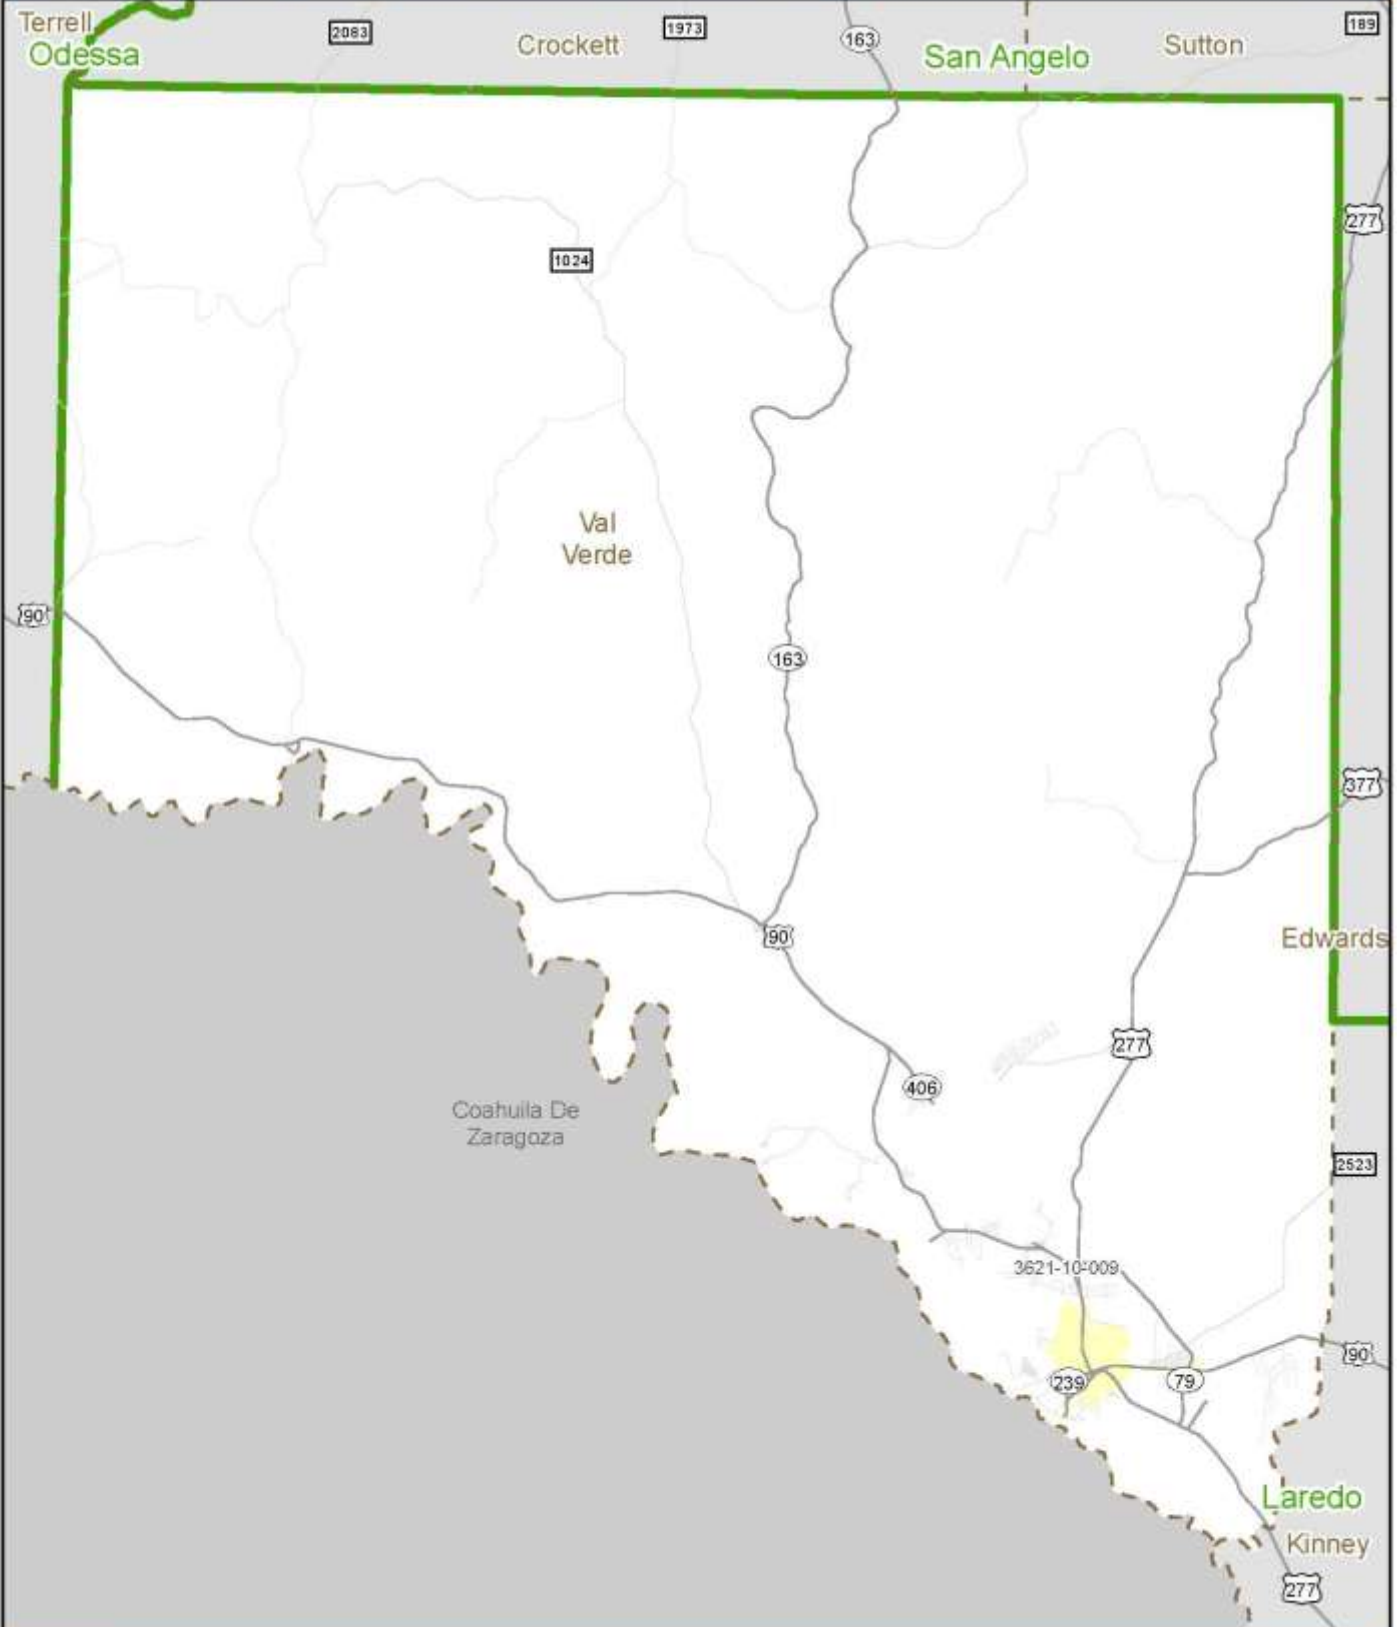 Terrell
Odessa
2083
Crockett
1973
163
San Angelo
Sutton
189
277
1024
Val
Verde
90
163
377
90
Edwards
277
406
Coahuila De
Zaragoza
2523
3621-10-009
90
239
79
Laredo
Kinney
277